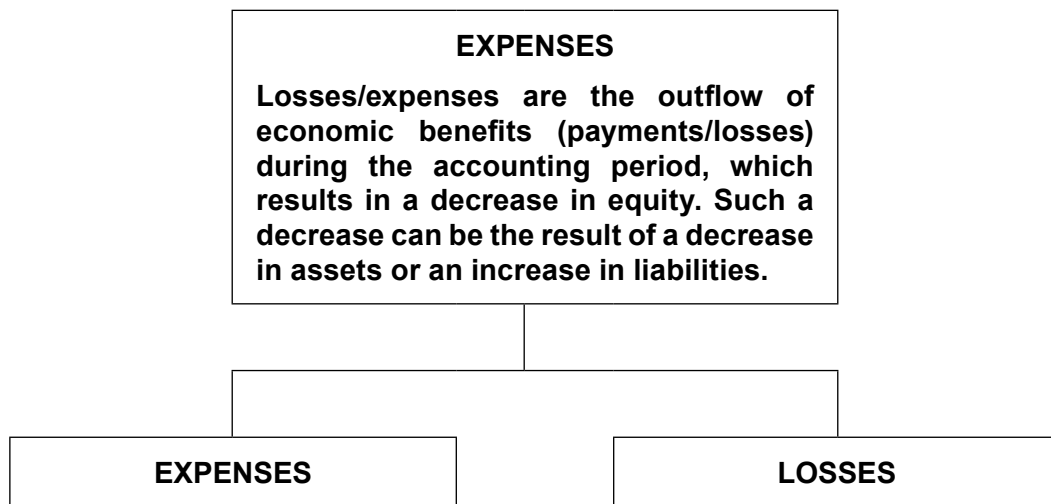 EXPENSES
Losses/expenses are the outflow of
economic benefits (payments/losses)
during the accounting period, which
results in a decrease in equity. Such a
decrease can be the result of a decrease
in assets or an increase in liabilities.
EXPENSES
LOSSES